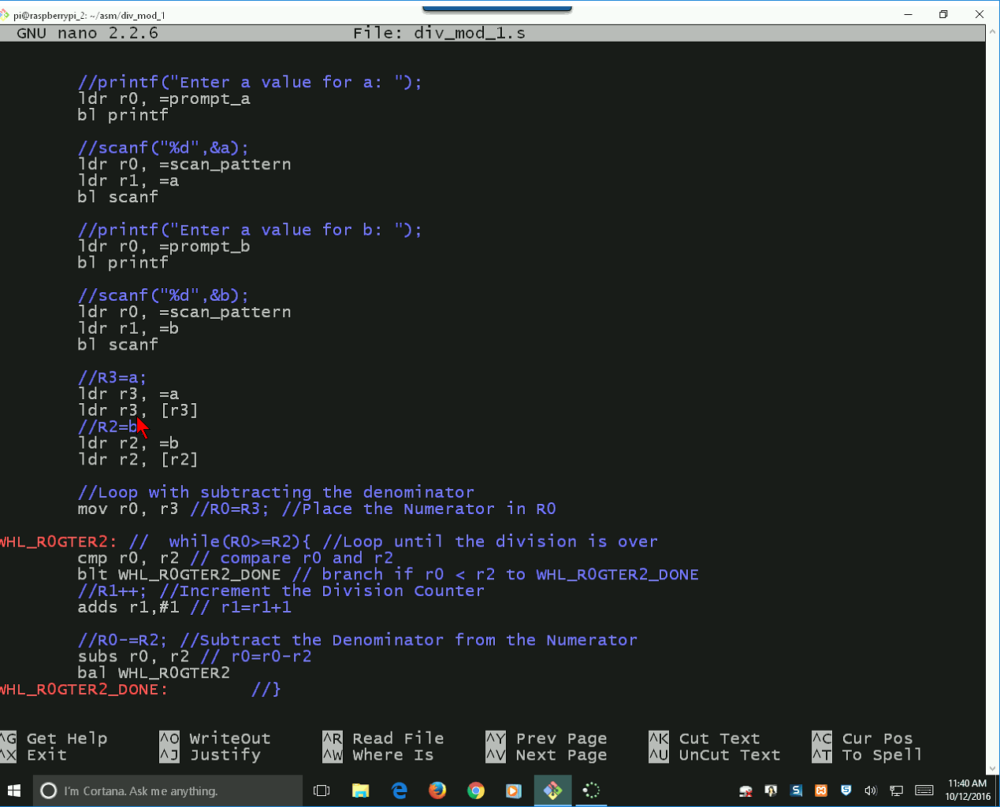 pi@raspberrypi_2: ~/asm/div_mod_1
GNU nano 2.2.6 File: div_mod_1.s
//printf("Enter a value for a: ");
ldr r0, =prompt_a
bl printf
//scanf("%d",&a);
ldr r0, =scan_pattern
ldr r1, =a
bl scanf
//printf("Enter a value for b: ");
ldr r0, =prompt_b
bl printf
//scanf("%d",&b);
ldr r0, =scan_pattern
ldr r1, =b
bl scanf
//R3=a;
ldr r3, =a
ldr r3, [r3]
//R2=b
ldr r2, =b
ldr r2, [r2]
//Loop with subtracting the denominator
mov r0, r3 //R0=R3; //Place the Numerator in R0
WHL_R0GTER2: // while(R0>=R2){ //Loop until the division is over
cmp r0, r2 // compare r0 and r2
blt WHL_R0GTER2_DONE // branch if r0 < r2 to WHL_R0GTER2_DONE
//R1++; //Increment the Division Counter
adds r1,#1 // r1=r1+1
//R0-=R2; //Subtract the Denominator from the Numerator
subs r0, r2 // r0=r0-r2
bal WHL_R0GTER2
WHL_R0GTER2_DONE: //}
^G Get Help ^O WriteOut ^R Read File ^Y Prev Page ^K Cut Text ^C Cur Pos
^X Exit ^J Justify ^W Where Is ^V Next Page ^U UnCut Text ^T To Spell
I'm Cortana. Ask me anything.
11:40 AM
10/12/2016